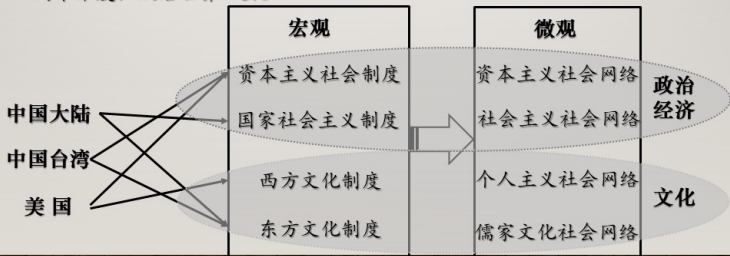 宏观
微观
资本主义社会制度
资本主义社会网络
政治
经济
中国大陆
国家社会主义制度
社会主义社会网络
中国台湾
西方文化制度
个人主义社会网络
文化
美 国
东方文化制度
儒家文化社会网络